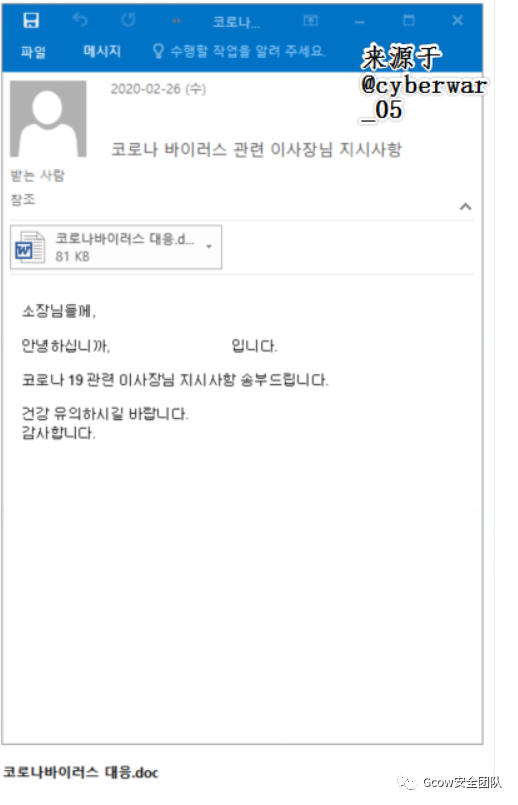 코로나...
파일 메시지 수행할 작업을 알려 주세요.
来源于
@cyberwar
_05
2020-02-26 (수)
코로나 바이러스 관련 이사장님 지시사항
받는 사람
참조
코로나바이러스 대응.d...
81 KB
소장님들께,
안녕하십니까, 입니다.
코로나 19 관련 이사장님 지시사항 송부드립니다.
건강 유의하시길 바랍니다.
감사합니다.
코로나바이러스 대응.doc
Gcow安全团队